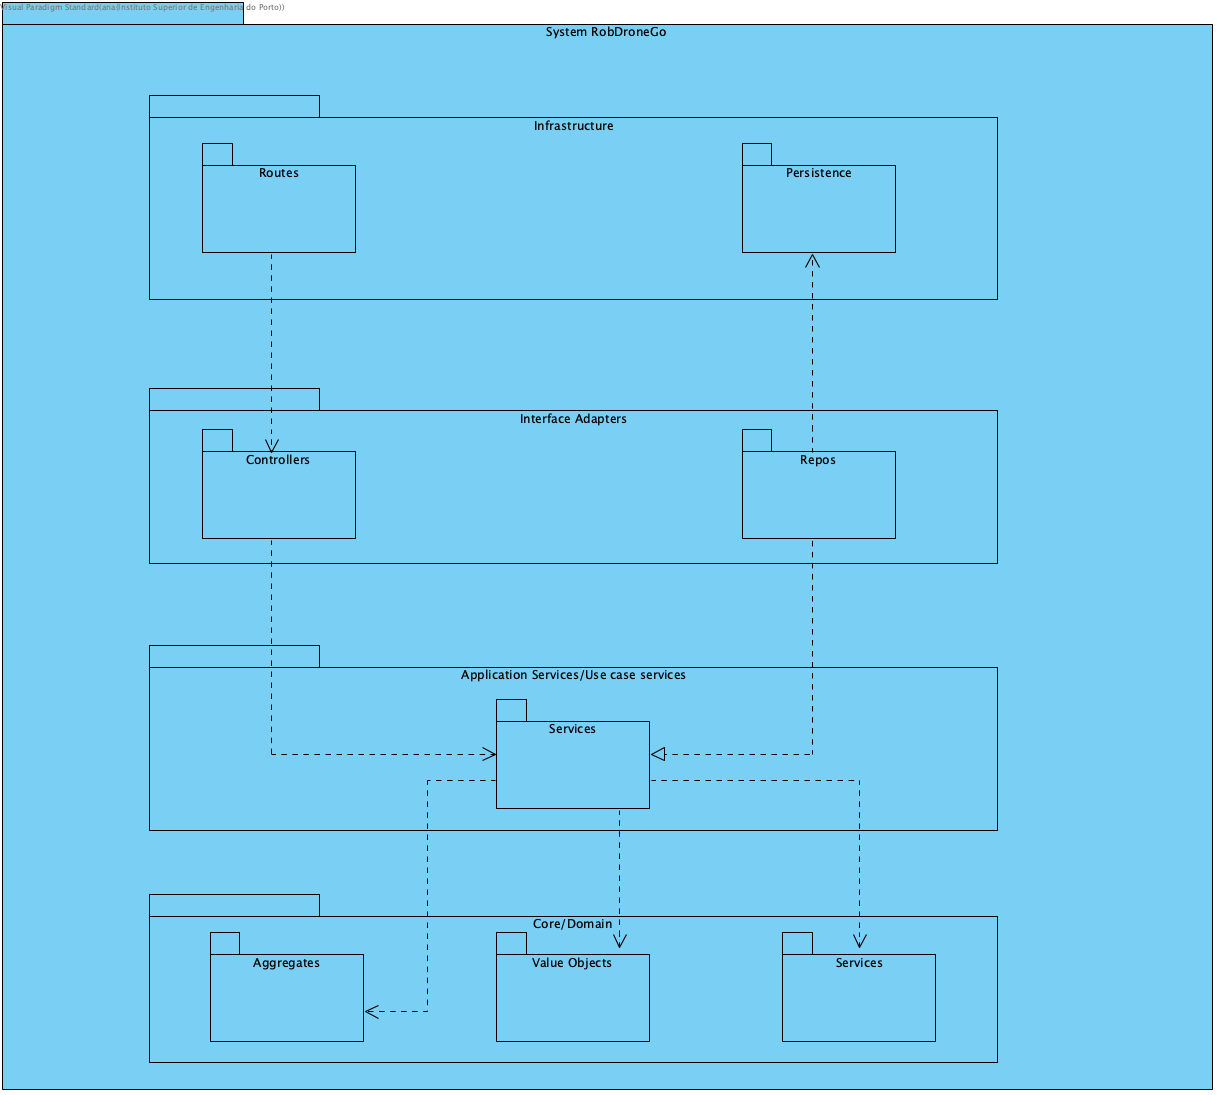 Visual Paradigm Standard(ana(Instituto Superior de Engenharia do Porto))
System RobDroneGo
Infrastructure
Routes
Persistence
Interface Adapters
Controllers
Repos
Application Services/Use case services
Services
Core/Domain
Aggregates
Value Objects
Services